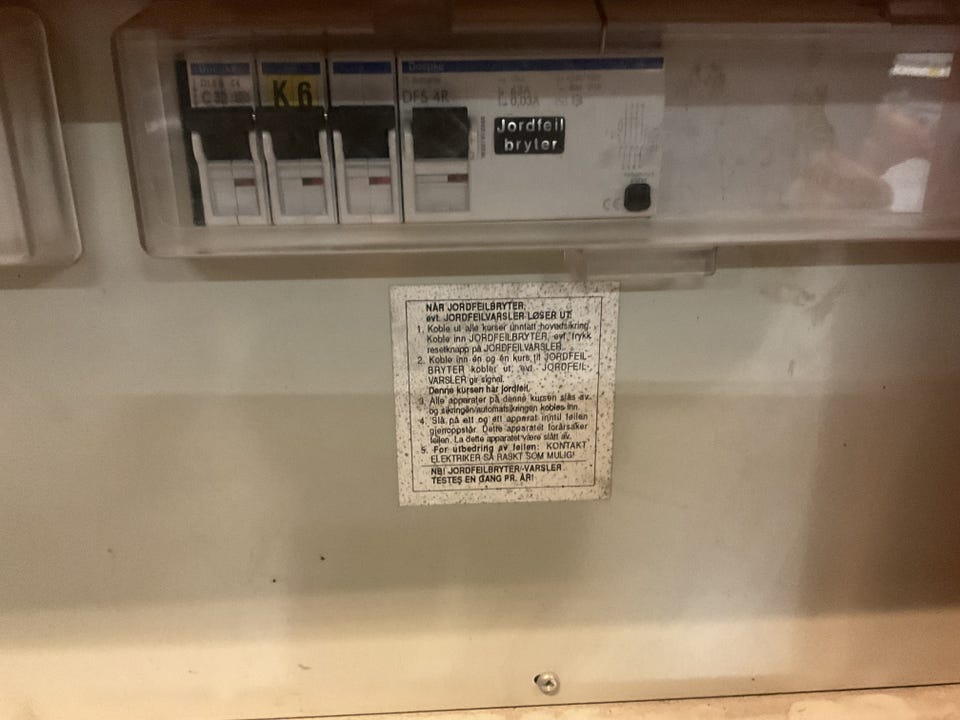 Doepke
K 6
DFS 4R
0,03A
Jordfeil
bryter
NÅR JORDFEILBRYTER,
evt. JORDFEILVARSLER LØSER UT:
1. Koble ut alle kurser unntatt hovedsikring.
Koble inn JORDFEILBRYTER, evt. trykk
resetknapp på JORDFEILVARSLER.
2. Koble inn én og én kurs til JORDFEIL-
BRYTER kobler ut, evt. JORDFEIL-
VARSLER gir signal.
Denne kursen har jordfeil.
3. Alle apparater på denne kursen slås av
og sikringen/automatsikringen kobles inn.
4. Slå på ett og ett apparat inntil feilen
gjenoppstår. Dette apparatet forårsaker
feilen. La dette apparatet være slått av.
5. For utbedring av feilen: KONTAKT
ELEKTRIKER SÅ RASKT SOM MULIG!
NB! JORDFEILBRYTER/-VARSLER
TESTES EN GANG PR. ÅR!